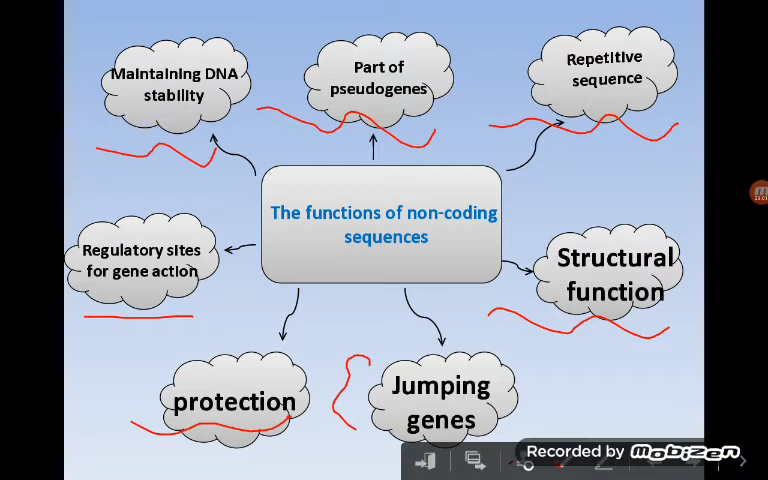 Maintaining DNA
stability
Part of
pseudogenes
Repetitive
sequence
The functions of non-coding
sequences
Regulatory sites
for gene action
Structural
function
protection
Jumping
genes
Recorded by
mobizen